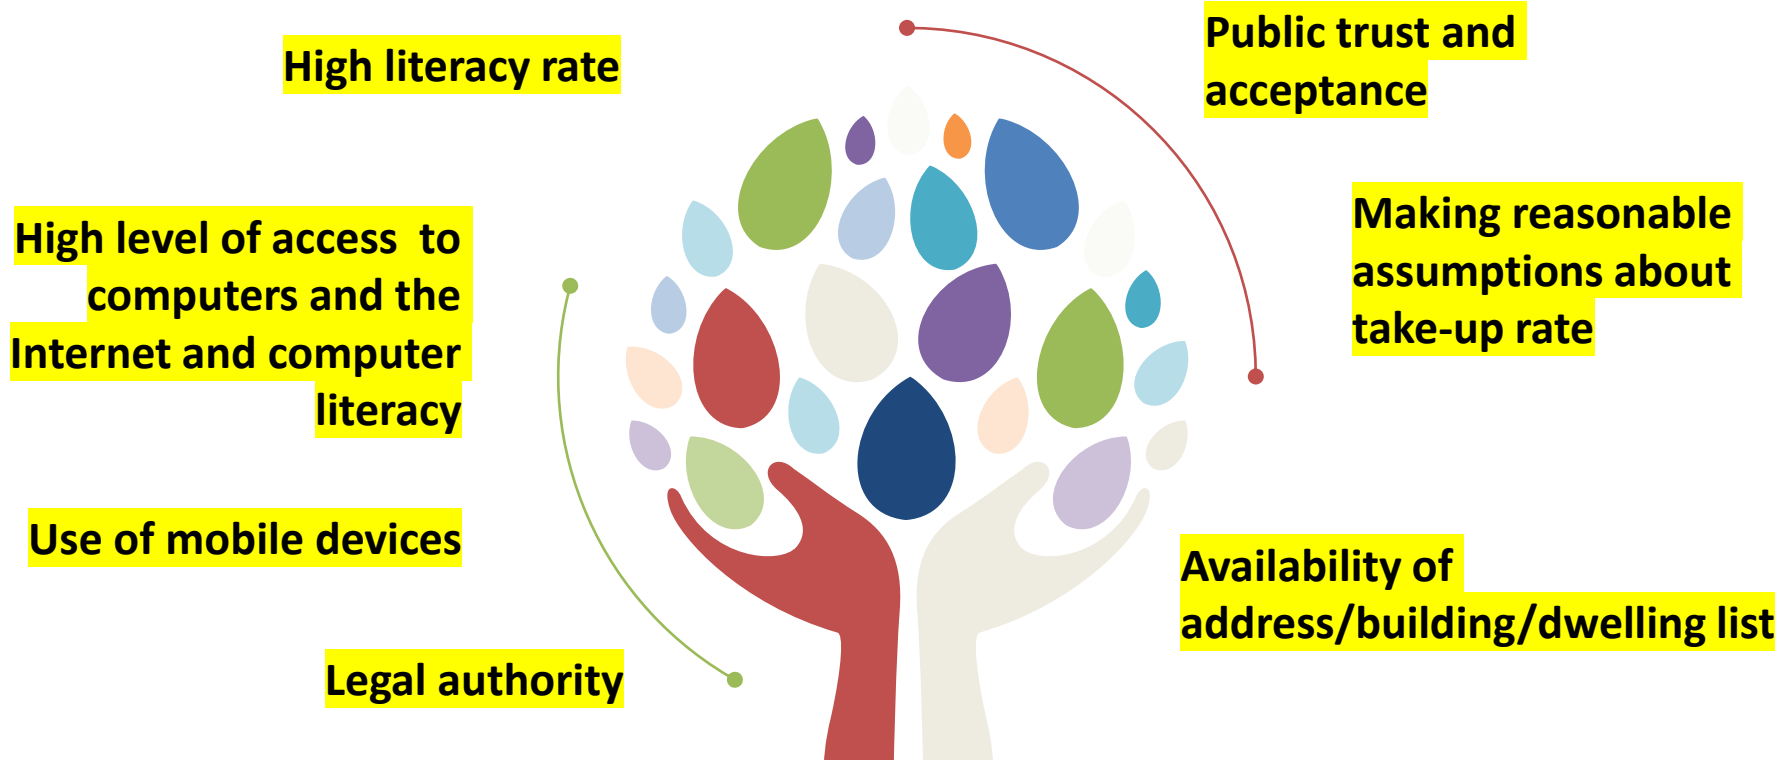 High literacy rate
High level of access  to
computers and the
Internet and computer
literacy
Use of mobile devices
Legal authority
Public trust and
acceptance
Making reasonable
assumptions about
take-up rate
Availability of
address/building/dwelling list